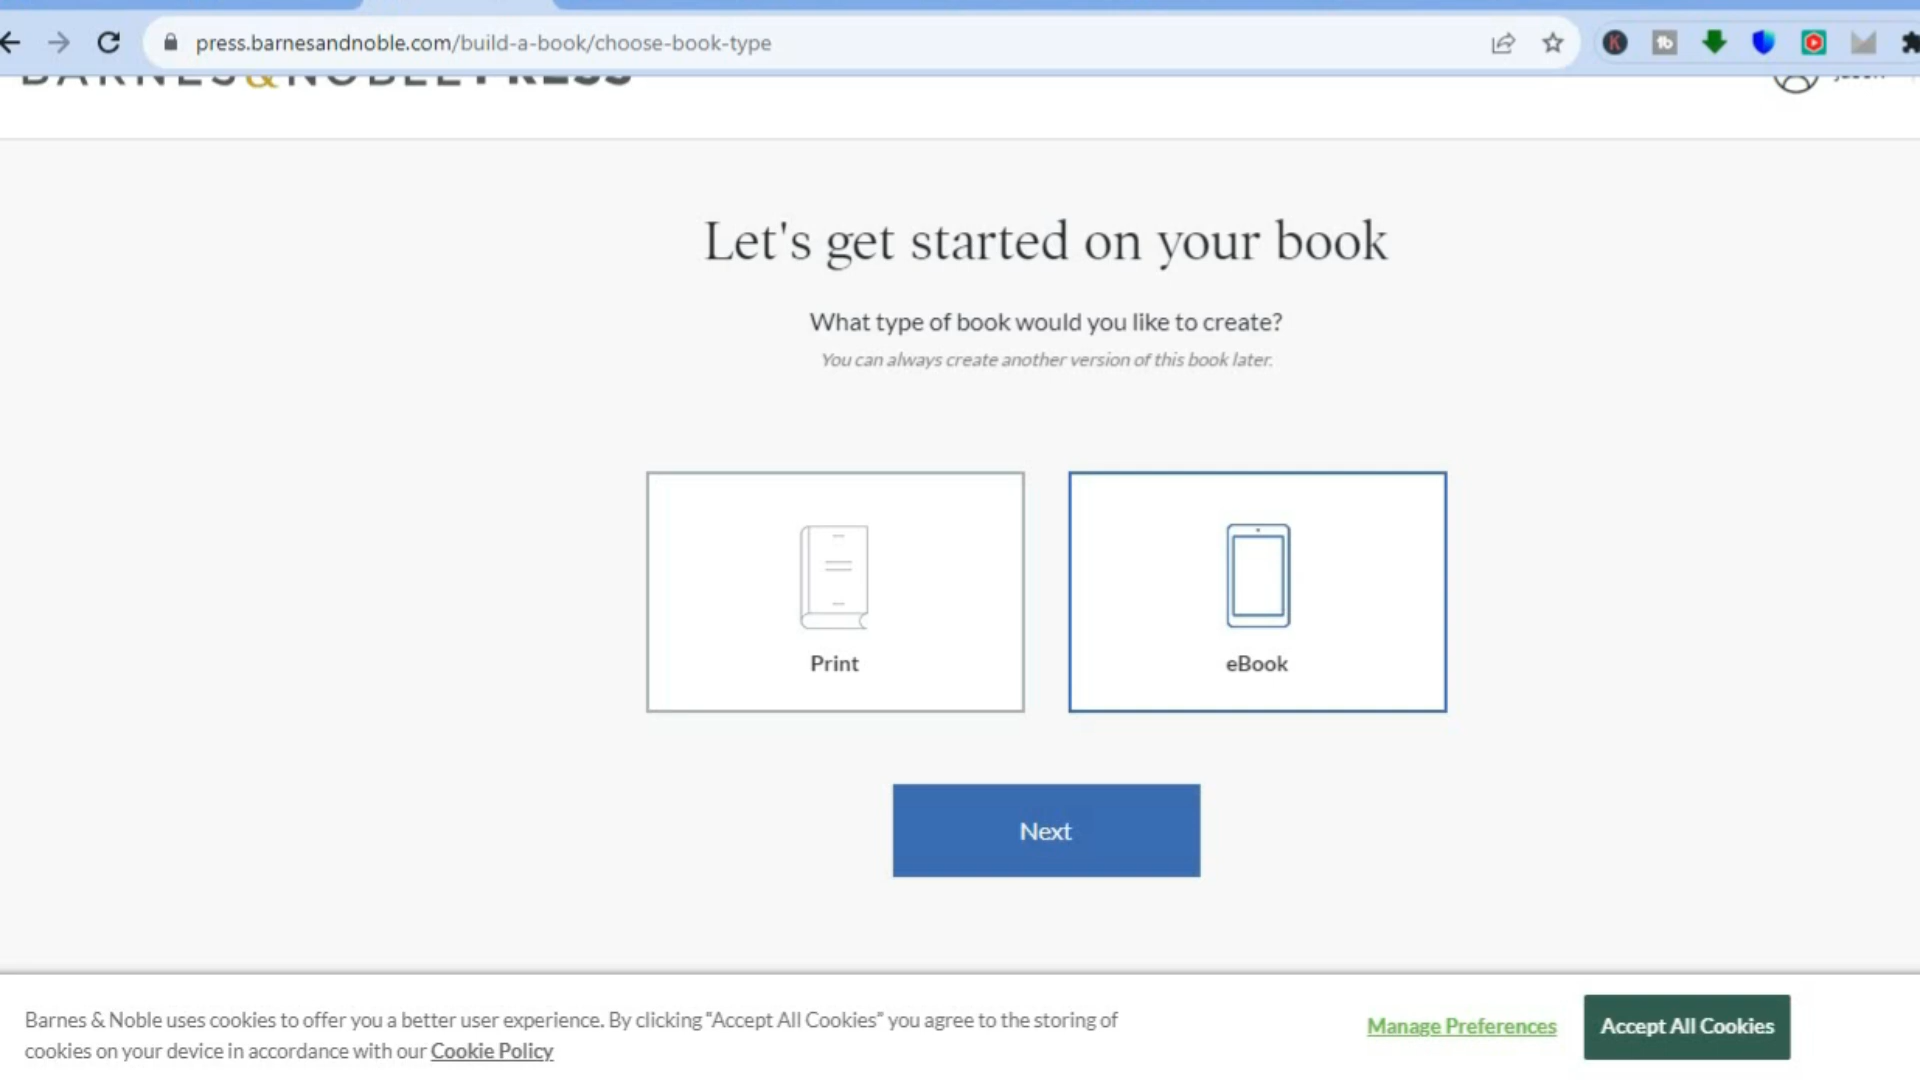 press.barnesandnoble.com/build-a-book/choose-book-type
BARNES&NOBLE PRESS
Let's get started on your book
What type of book would you like to create?
You can always create another version of this book later.
Print
eBook
Next
Barnes & Noble uses cookies to offer you a better user experience. By clicking "Accept All Cookies" you agree to the storing of
cookies on your device in accordance with our Cookie Policy
Manage Preferences
Accept All Cookies